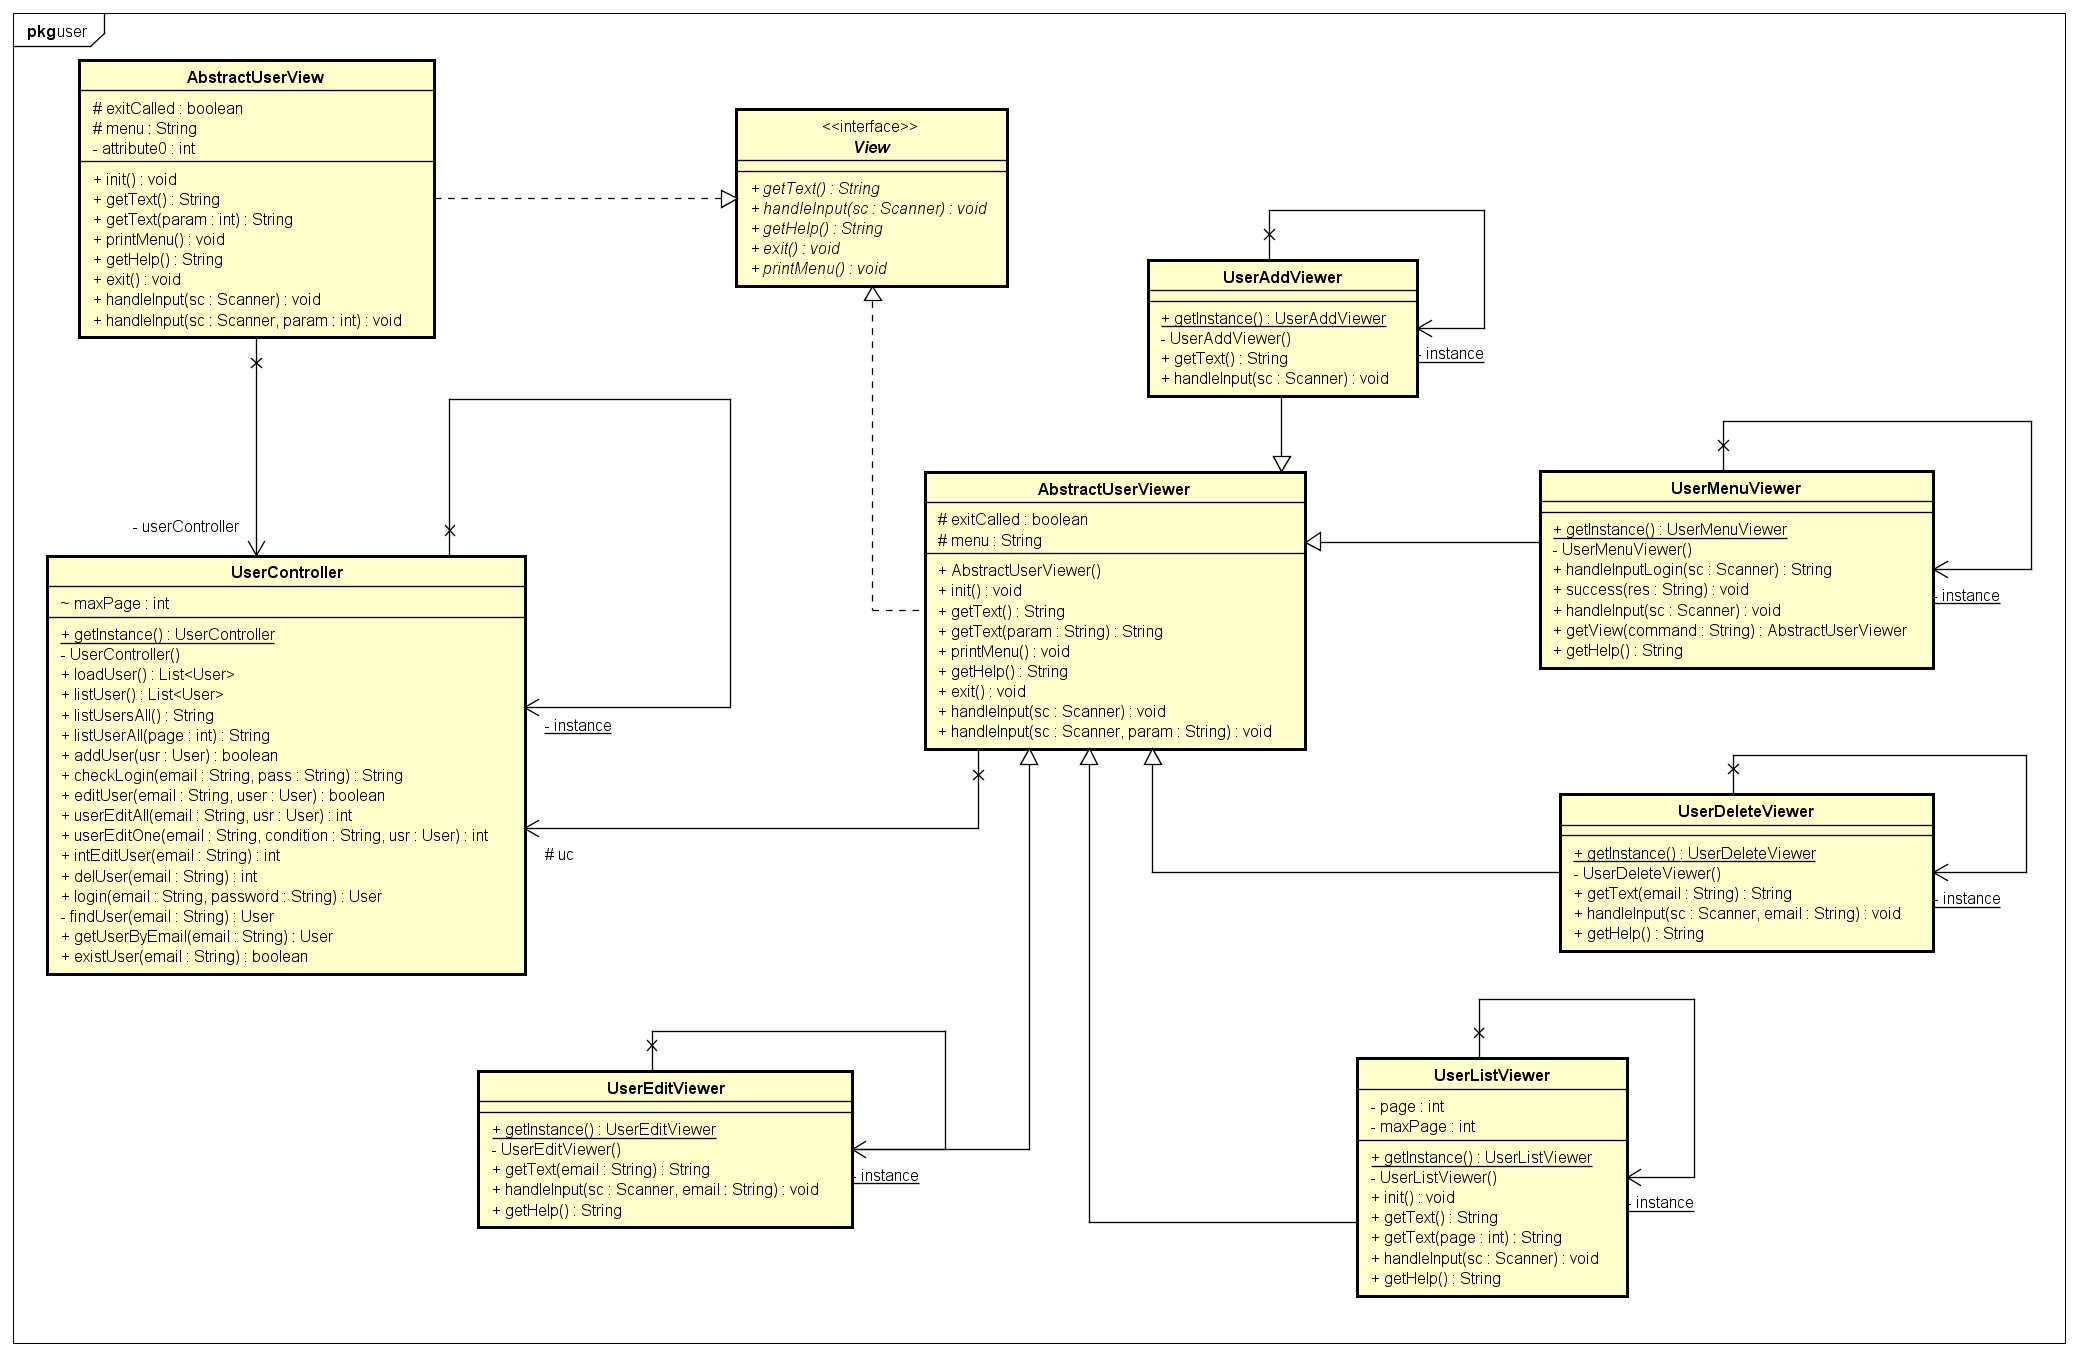 pkg user
AbstractUserView
# exitCalled : boolean
# menu : String
- attribute0 : int
+ init() : void
+ getText() : String
+ getText(param : int) : String
+ printMenu() : void
+ getHelp() : String
+ exit() : void
+ handleInput(sc : Scanner) : void
+ handleInput(sc : Scanner, param : int) : void
<<interface>>
View
+ getText() : String
+ handleInput(sc : Scanner) : void
+ getHelp() : String
+ exit() : void
+ printMenu() : void
UserAddViewer
+ getInstance() : UserAddViewer
- UserAddViewer()
+ getText() : String
+ handleInput(sc : Scanner) : void
- instance
- userController
UserController
~ maxPage : int
+ getInstance() : UserController
- UserController()
+ loadUser() : List<User>
+ listUser() : List<User>
+ listUsersAll() : String
+ listUserAll(page : int) : String
+ addUser(usr : User) : boolean
+ checkLogin(email : String, pass : String) : String
+ editUser(email : String, user : User) : boolean
+ userEditAll(email : String, usr : User) : int
+ userEditOne(email : String, condition : String, usr : User) : int
+ intEditUser(email : String) : int
+ delUser(email : String) : int
+ login(email : String, password : String) : User
- findUser(email : String) : User
+ getUserByEmail(email : String) : User
+ existUser(email : String) : boolean
- instance
# uc
AbstractUserViewer
# exitCalled : boolean
# menu : String
+ AbstractUserViewer()
+ init() : void
+ getText() : String
+ getText(param : String) : String
+ printMenu() : void
+ getHelp() : String
+ exit() : void
+ handleInput(sc : Scanner) : void
+ handleInput(sc : Scanner, param : String) : void
UserMenuViewer
+ getInstance() : UserMenuViewer
- UserMenuViewer()
+ handleInputLogin(sc : Scanner) : String
+ success(res : String) : void
+ handleInput(sc : Scanner) : void
+ getView(command : String) : AbstractUserViewer
+ getHelp() : String
- instance
UserDeleteViewer
+ getInstance() : UserDeleteViewer
- UserDeleteViewer()
+ getText(email : String) : String
+ handleInput(sc : Scanner, email : String) : void
+ getHelp() : String
- instance
UserEditViewer
+ getInstance() : UserEditViewer
- UserEditViewer()
+ getText(email : String) : String
+ handleInput(sc : Scanner, email : String) : void
+ getHelp() : String
- instance
UserListViewer
- page : int
- maxPage : int
+ getInstance() : UserListViewer
- UserListViewer()
+ init() : void
+ getText() : String
+ getText(page : int) : String
+ handleInput(sc : Scanner) : void
+ getHelp() : String
- instance